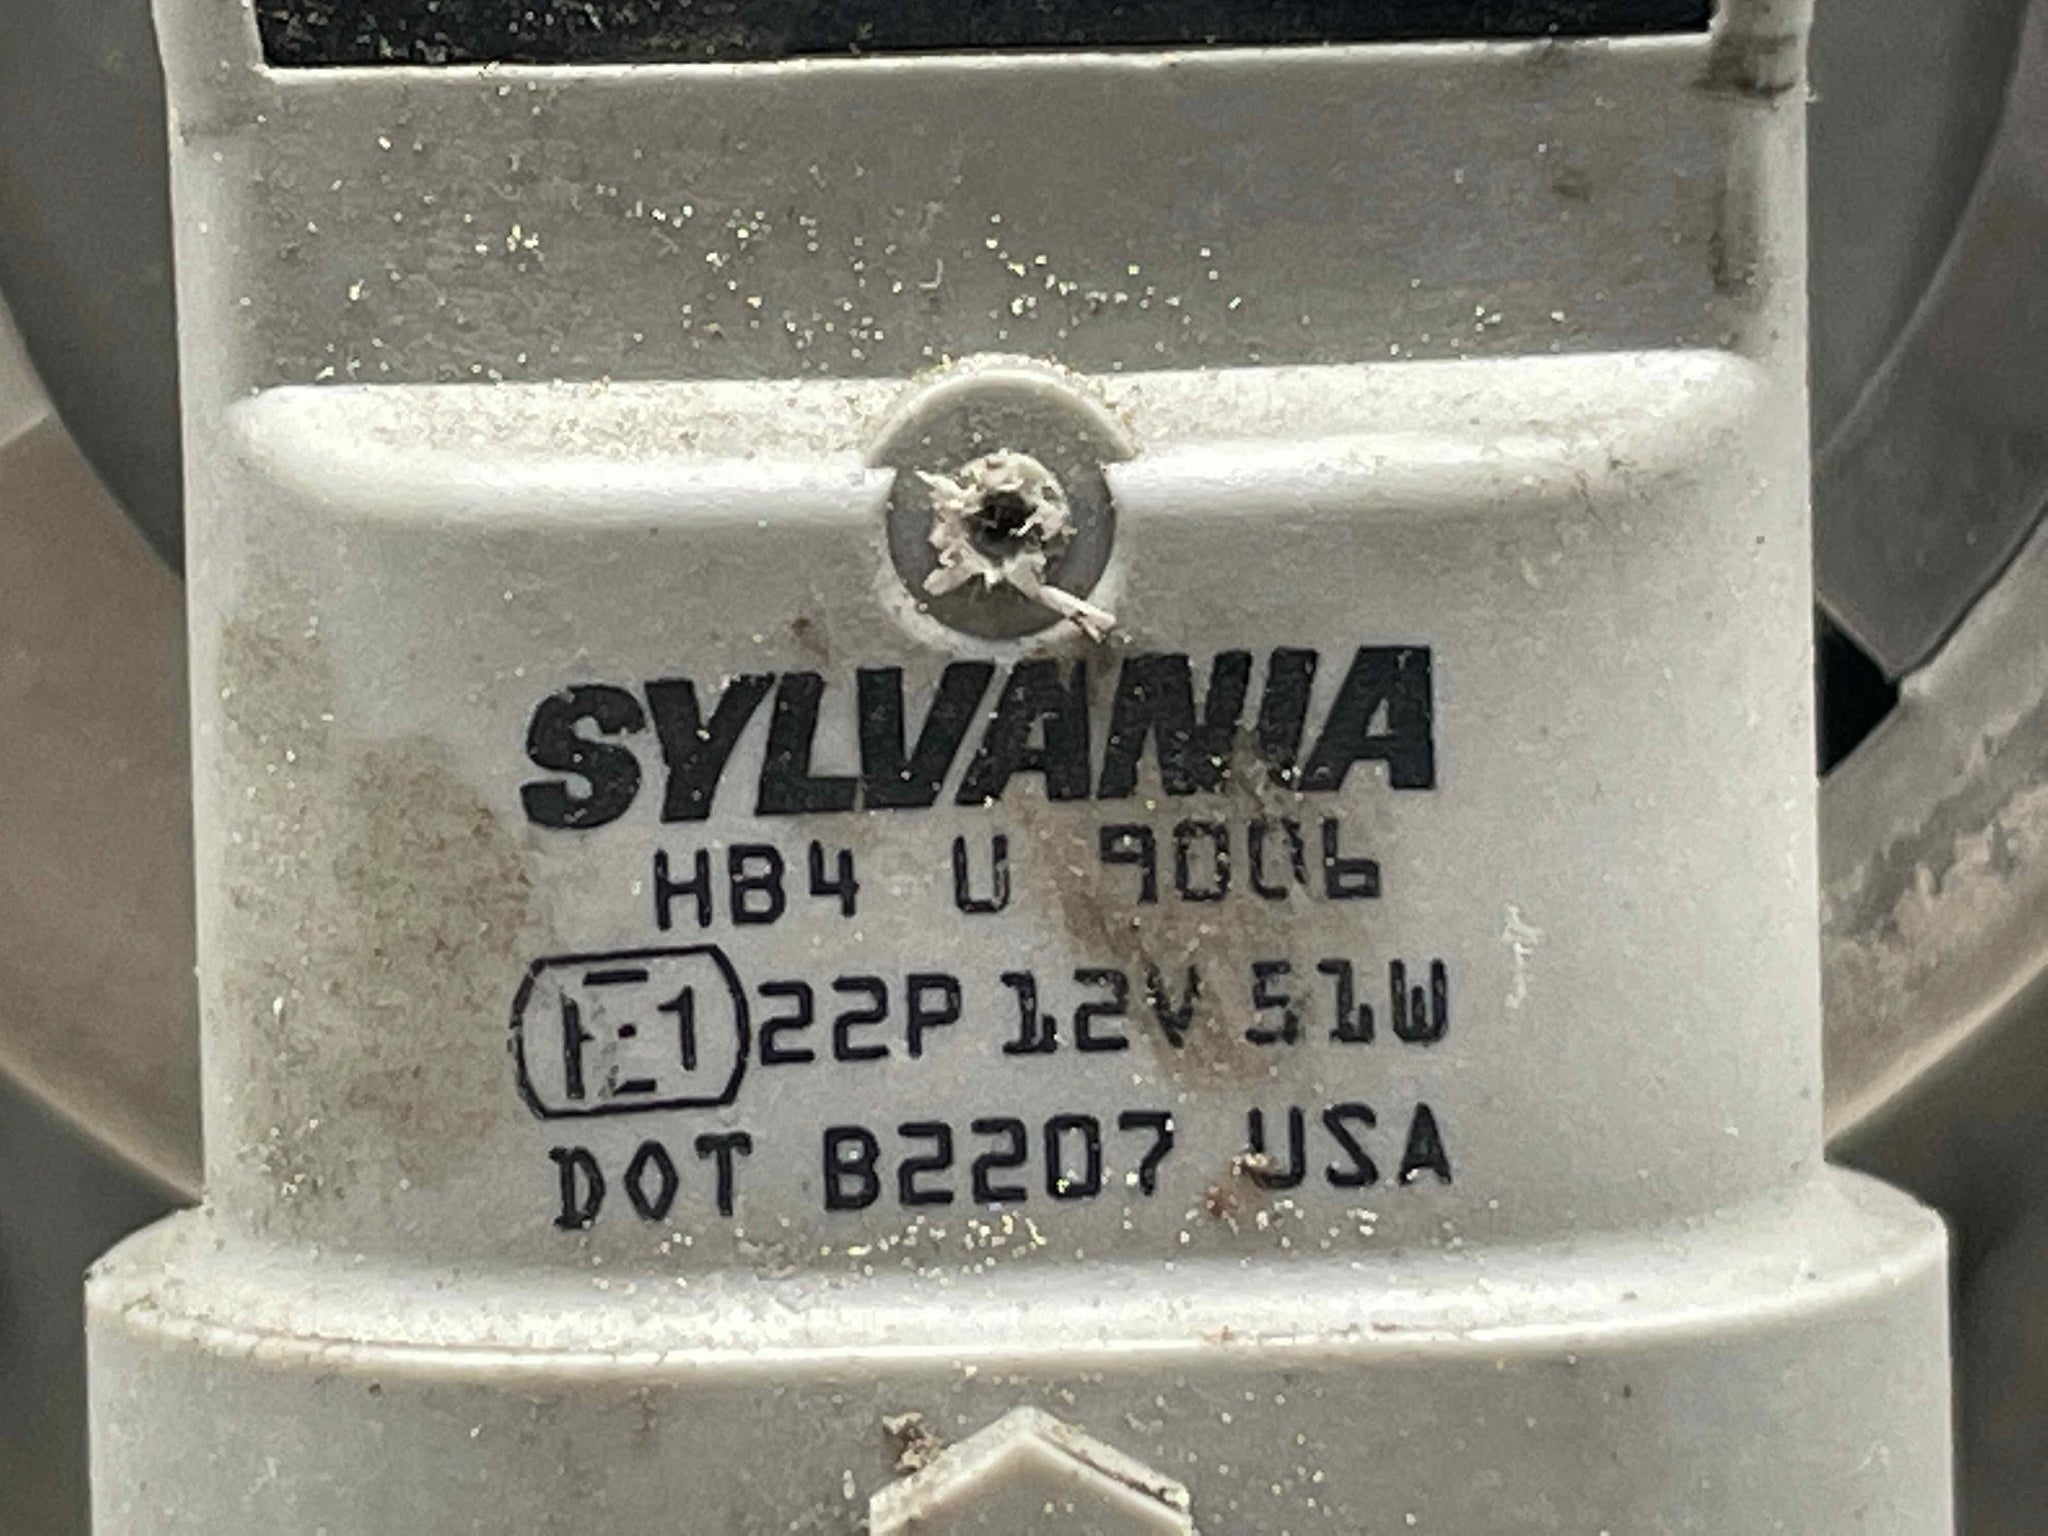 SYLVANIA
HB4 U 9006
E1 22P 12V 51W
DOT B2207 USA